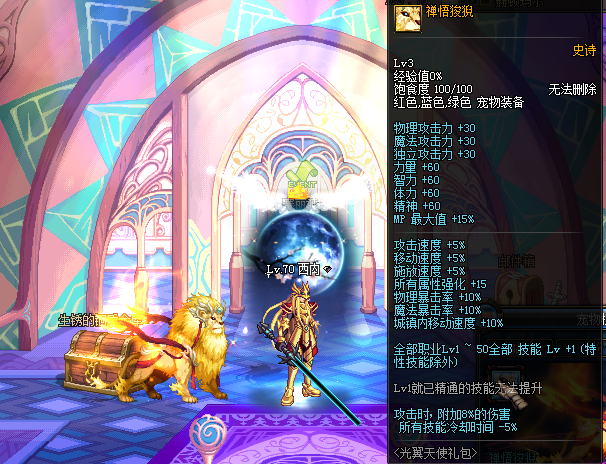 禅悟狻猊
史诗
Lv3
经验值0%
饱食度 100/100 无法删除
红色,蓝色,绿色 宠物装备
物理攻击力 +30
魔法攻击力 +30
独立攻击力 +30
力量 +60
智力 +60
体力 +60
精神 +60
MP 最大值 +15%
攻击速度 +5%
移动速度 +5%
施放速度 +5%
所有属性强化 +15
物理暴击率 +10%
魔法暴击率 +10%
城镇内移动速度 +10%
全部职业Lv1 ~ 50全部 技能 Lv +1 (特
性技能除外)
Lv1就已精通的技能无法提升
攻击时, 附加8%的伤害
所有技能冷却时间 -5%
<光翼天使礼包>
EVENT
Lv.70 西内
生锈的
宠物